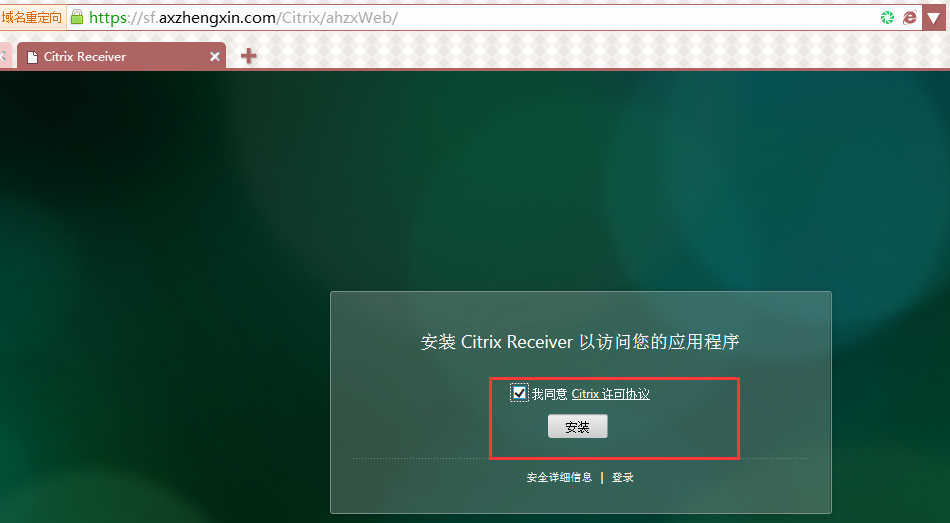 域名重定向 https://sf.axzhengxin.com/Citrix/ahzxWeb/
Citrix Receiver
安装 Citrix Receiver 以访问您的应用程序
我同意 Citrix 许可协议
安装
安全详细信息 | 登录